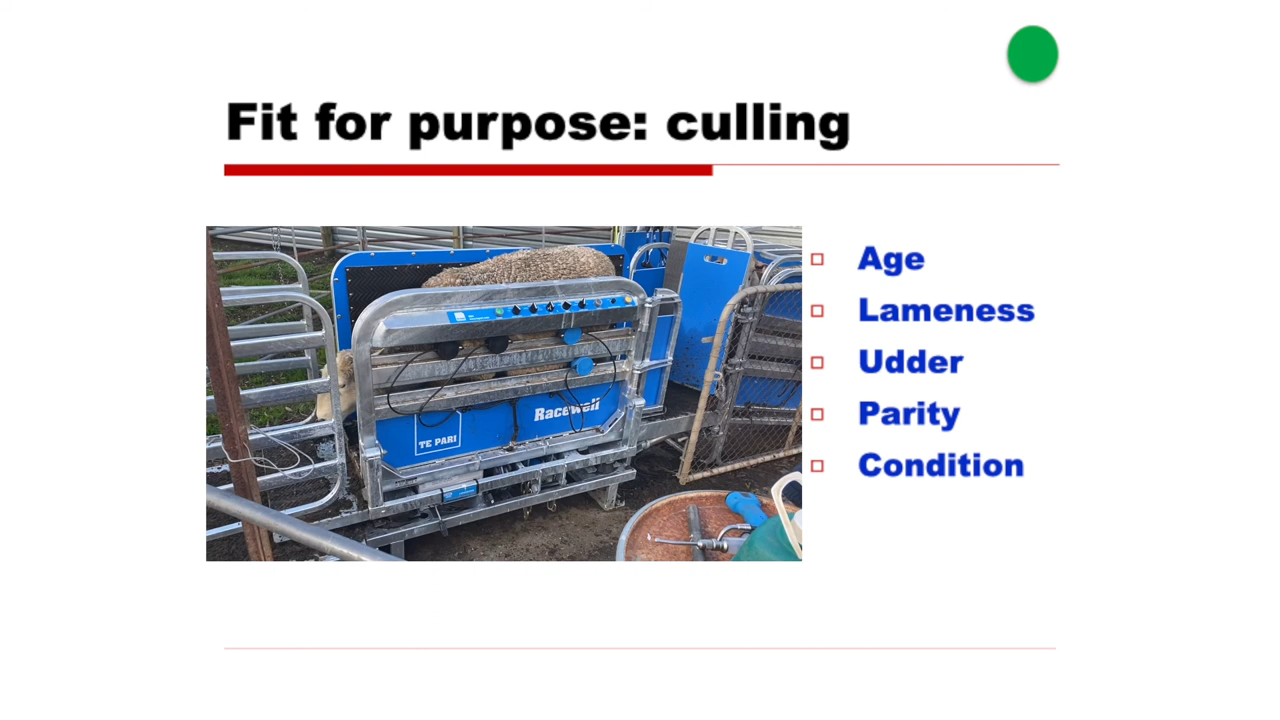 Fit for purpose: culling
Age
Lameness
Udder
Parity
Condition
Racewell
TE PARI